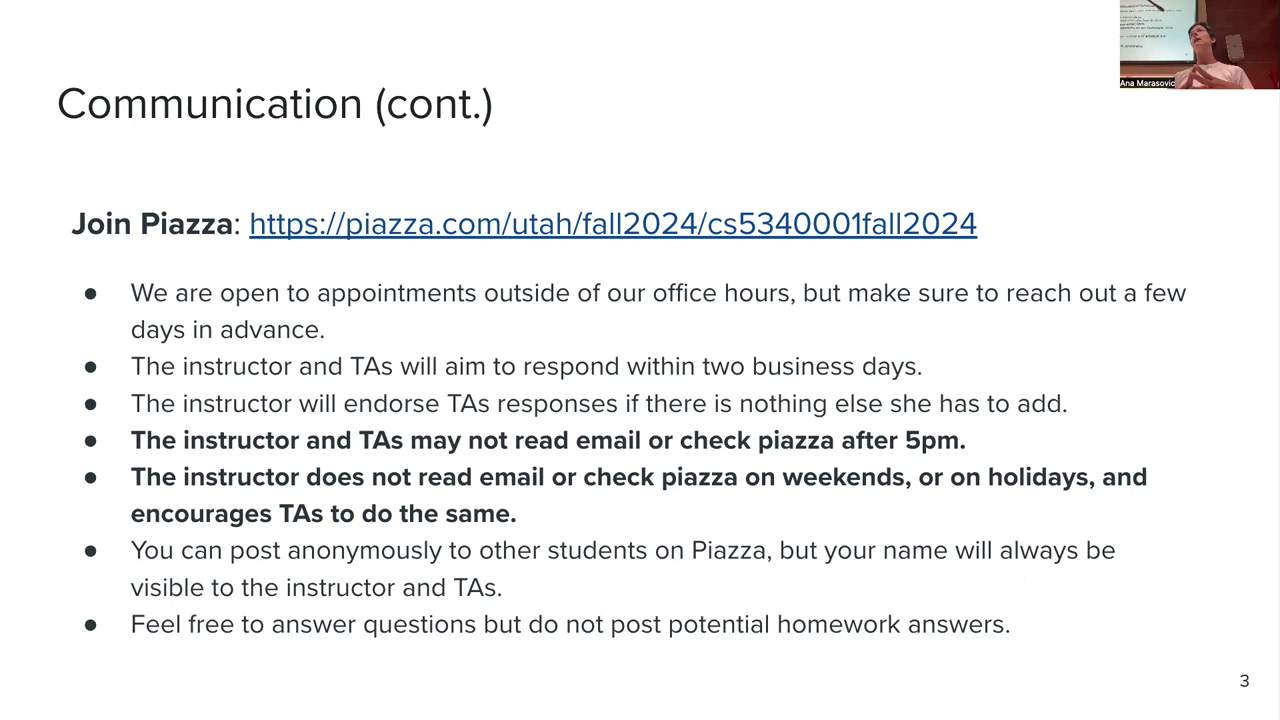 Ana Marasovic
Communication (cont.)
Join Piazza: https://piazza.com/utah/fall2024/cs5340001fall2024
● We are open to appointments outside of our office hours, but make sure to reach out a few
days in advance.
● The instructor and TAs will aim to respond within two business days.
● The instructor will endorse TAs responses if there is nothing else she has to add.
● The instructor and TAs may not read email or check piazza after 5pm.
● The instructor does not read email or check piazza on weekends, or on holidays, and
encourages TAs to do the same.
● You can post anonymously to other students on Piazza, but your name will always be
visible to the instructor and TAs.
● Feel free to answer questions but do not post potential homework answers.
3